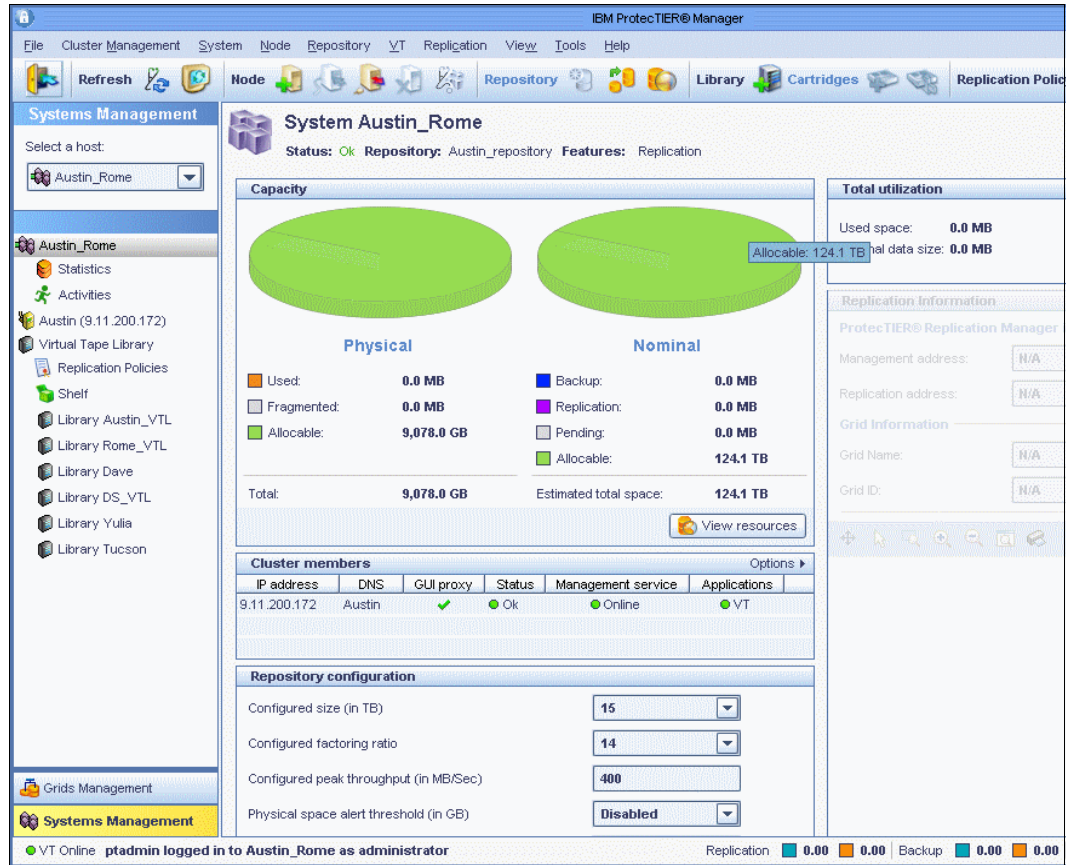 IBM ProtecTIER® Manager
File Cluster Management System Node Repository VT Replication View Tools Help
Refresh Node Repository Library Cartridges Replication Polic
Systems Management
Select a host:
Austin_Rome
Austin_Rome
Statistics
Activities
Austin (9.11.200.172)
Virtual Tape Library
Replication Policies
Shelf
Library Austin_VTL
Library Rome_VTL
Library Dave
Library DS_VTL
Library Yulia
Library Tucson
Grids Management
Systems Management
System Austin_Rome
Status: Ok Repository: Austin_repository Features: Replication
Capacity
Allocable: 124.1 TB
Physical
Used: 0.0 MB
Fragmented: 0.0 MB
Allocable: 9,078.0 GB
Total: 9,078.0 GB
Nominal
Backup: 0.0 MB
Replication: 0.0 MB
Pending: 0.0 MB
Allocable: 124.1 TB
Estimated total space: 124.1 TB
View resources
Cluster members Options
IP address DNS GUI proxy Status Management service Applications
9.11.200.172 Austin Ok Online VT
Repository configuration
Configured size (in TB) 15
Configured factoring ratio 14
Configured peak throughput (in MB/Sec) 400
Physical space alert threshold (in GB) Disabled
Total utilization
Used space: 0.0 MB
nal data size: 0.0 MB
Replication Information
ProtecTIER® Replication Manager
Management address: N/A
Replication address: N/A
Grid Information
Grid Name: N/A
Grid ID: N/A
VT Online ptadmin logged in to Austin_Rome as administrator Replication 0.00 0.00 Backup 0.00 0.00